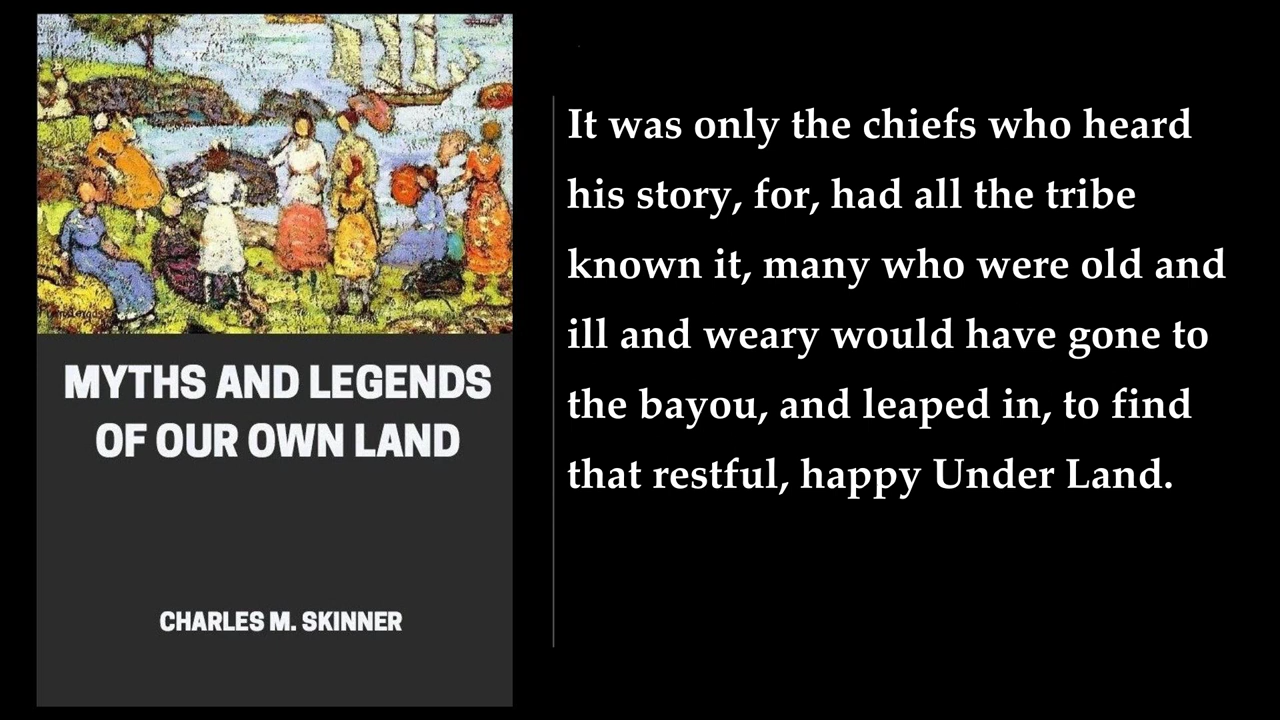 MYTHS AND LEGENDS
OF OUR OWN LAND
CHARLES M. SKINNER
It was only the chiefs who heard
his story, for, had all the tribe
known it, many who were old and
ill and weary would have gone to
the bayou, and leaped in, to find
that restful, happy Under Land.